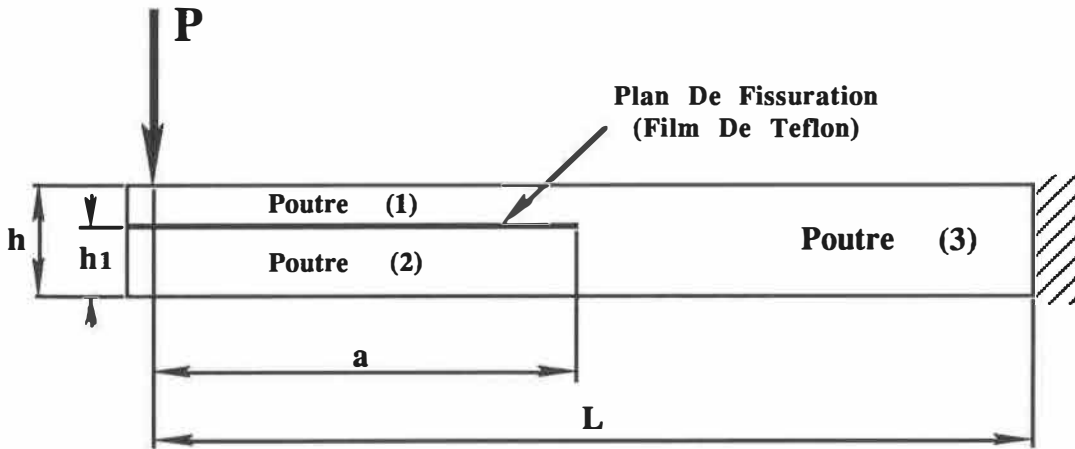 P
Plan De Fissuration
(Film De Teflon)
Poutre (1)
h
h1
Poutre (2)
Poutre (3)
a
L